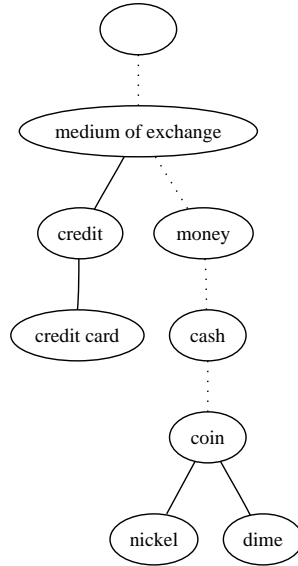 medium of exchange
credit
money
credit card
cash
coin
nickel
dime